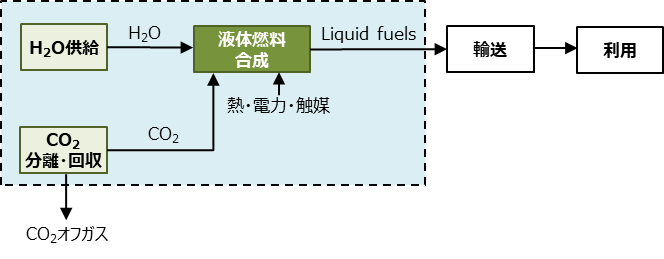 H₂O供給
H₂O
液体燃料
合成
Liquid fuels
輸送
利用
熱・電力・触媒
CO₂
分離・回収
CO₂
CO₂オフガス